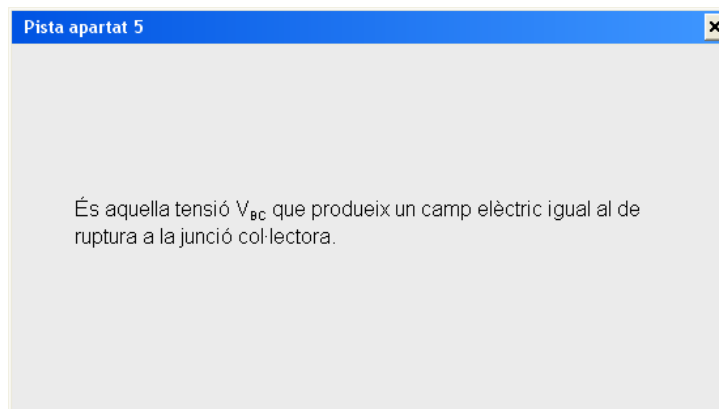 Pista apartat 5
És aquella tensió V_BC que produeix un camp elèctric igual al de
ruptura a la junció col·lectora.